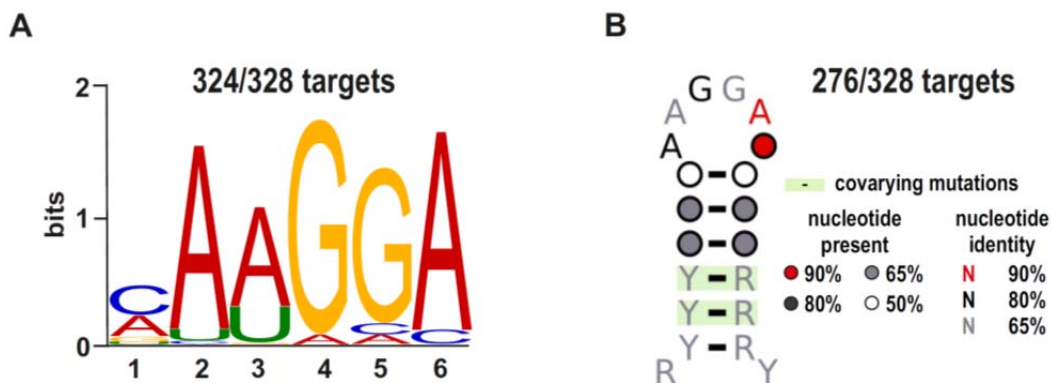 A
324/328 targets
2
1
0
bits
C A G U
A U C
A U
G A
G C A
A C
1 2 3 4 5 6
B
276/328 targets
G G
A A
A
- covarying mutations
nucleotide present
nucleotide identity
90% 65% N 90%
80% 50% N 80%
N 65%
Y - R
Y - R
Y - R
R Y